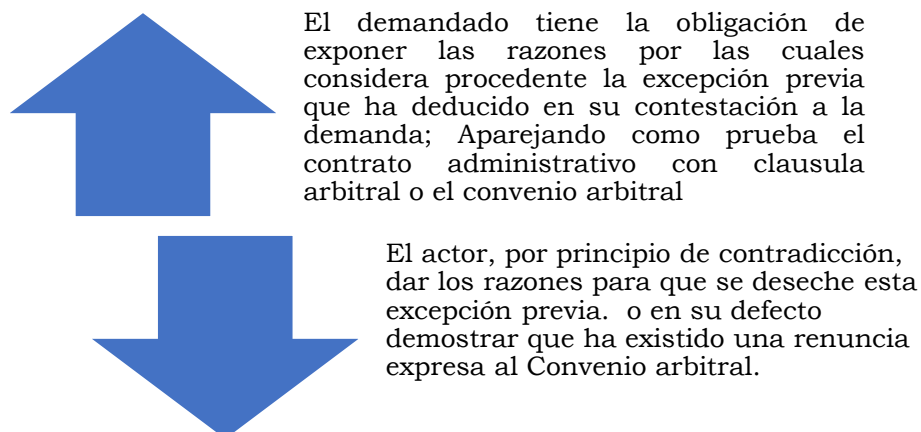 El demandado tiene la obligación de
exponer las razones por las cuales
considera procedente la excepción previa
que ha deducido en su contestación a la
demanda; Aparejando como prueba el
contrato administrativo con clausula
arbitral o el convenio arbitral
El actor, por principio de contradicción,
dar los razones para que se deseche esta
excepción previa. o en su defecto
demostrar que ha existido una renuncia
expresa al Convenio arbitral.